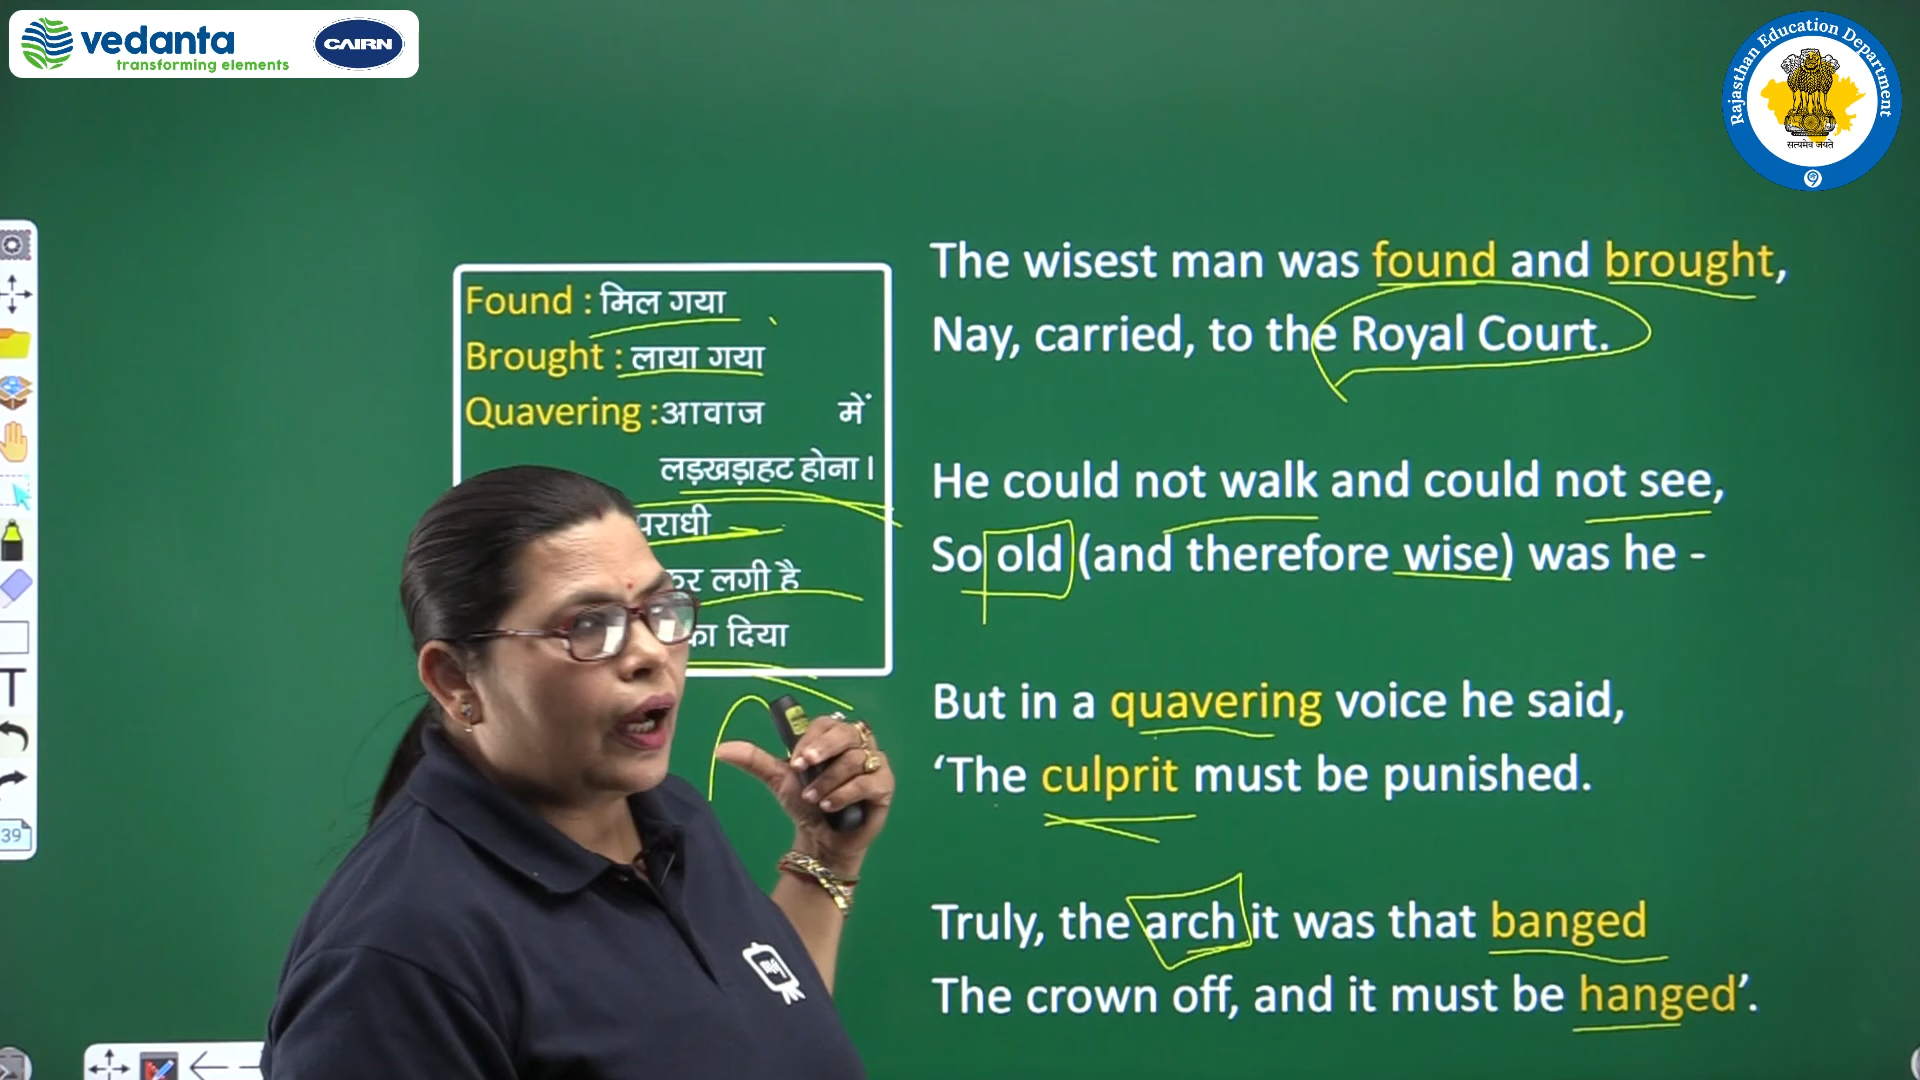 vedanta
transforming elements
CAIRN
Rajasthan Education Department
सत्यमेव जयते
Found : मिल गया
Brought : लाया गया
Quavering : आवाज में
लड़खड़ाहट होना।
पराधी
कर लगी है
का दिया
The wisest man was found and brought,
Nay, carried, to the Royal Court.
He could not walk and could not see,
So old (and therefore wise) was he -
But in a quavering voice he said,
‘The culprit must be punished.
Truly, the arch it was that banged
The crown off, and it must be hanged’.
T
39